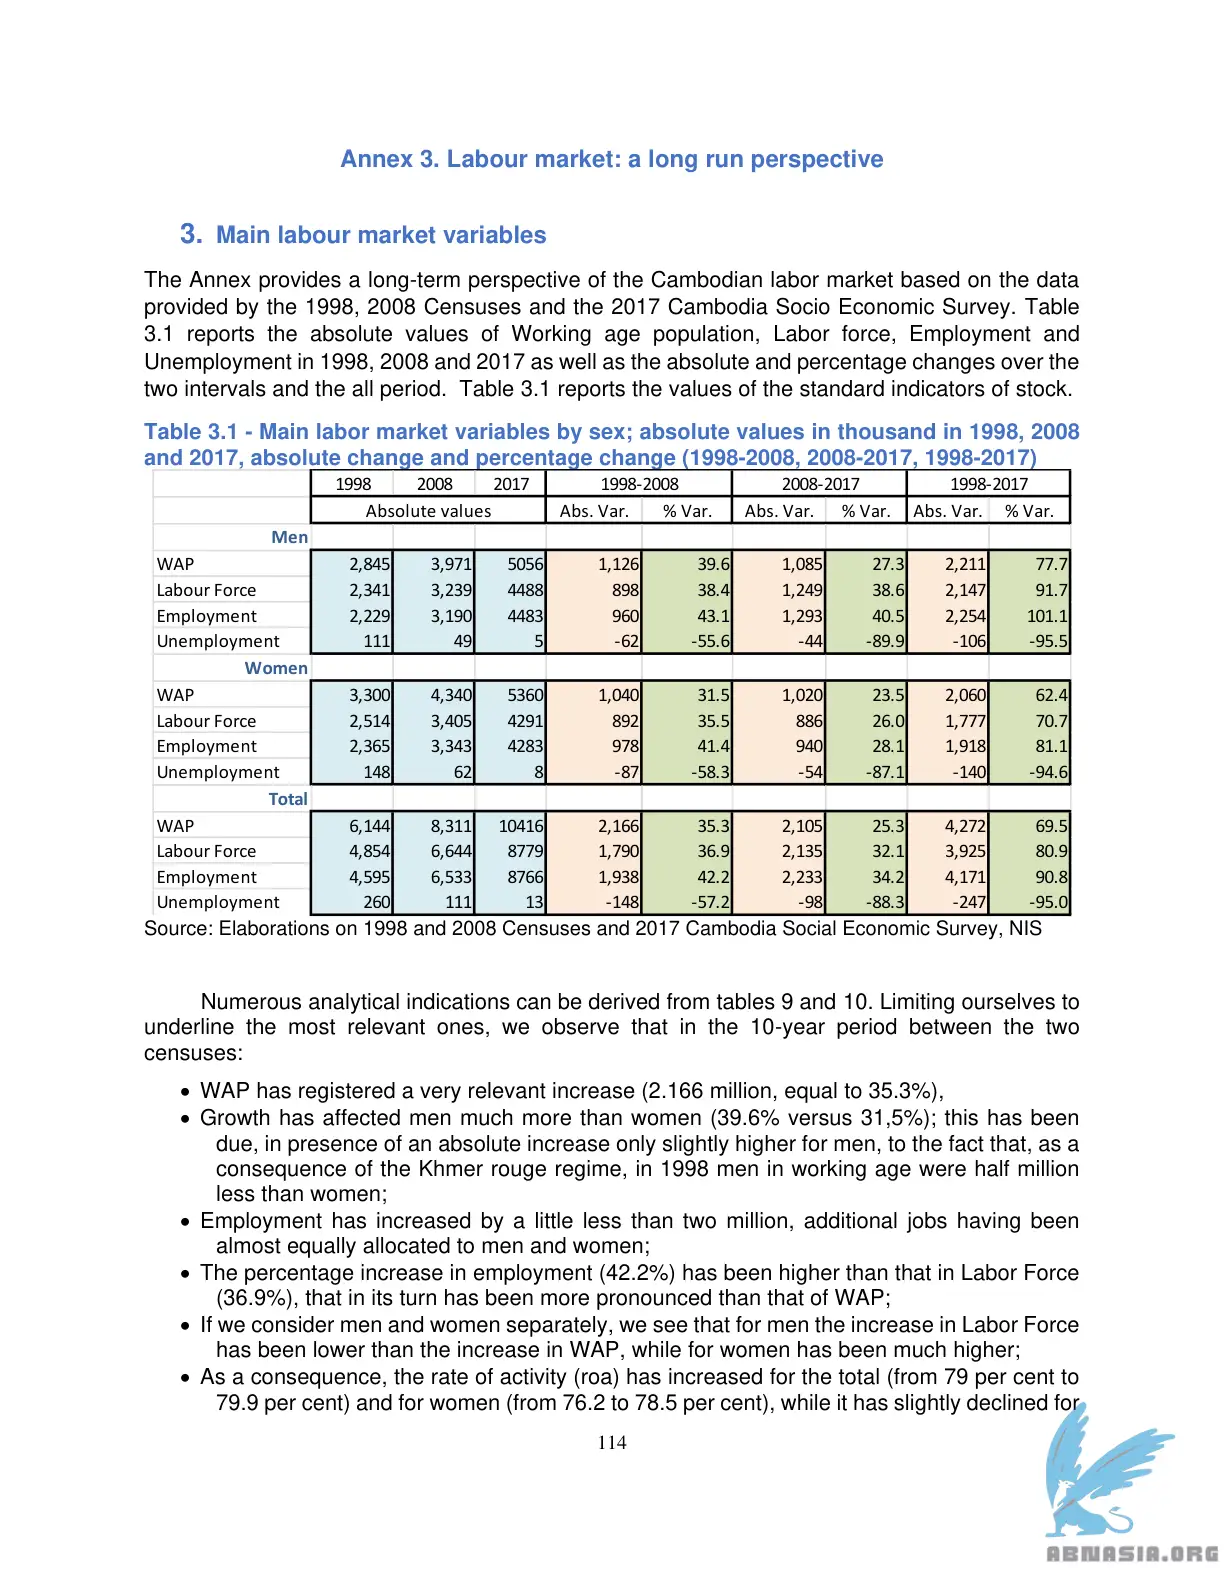 Annex 3. Labour market: a long run perspective
3. Main labour market variables
The Annex provides a long-term perspective of the Cambodian labor market based on the data
provided by the 1998, 2008 Censuses and the 2017 Cambodia Socio Economic Survey. Table
3.1 reports the absolute values of Working age population, Labor force, Employment and
Unemployment in 1998, 2008 and 2017 as well as the absolute and percentage changes over the
two intervals and the all period. Table 3.1 reports the values of the standard indicators of stock.
Table 3.1 - Main labor market variables by sex; absolute values in thousand in 1998, 2008
and 2017, absolute change and percentage change (1998-2008, 2008-2017, 1998-2017)
1998 2008 2017 1998-2008 2008-2017 1998-2017
Absolute values Abs. Var. % Var. Abs. Var. % Var. Abs. Var. % Var.
Men
WAP 2,845 3,971 5056 1,126 39.6 1,085 27.3 2,211 77.7
Labour Force 2,341 3,239 4488 898 38.4 1,249 38.6 2,147 91.7
Employment 2,229 3,190 4483 960 43.1 1,293 40.5 2,254 101.1
Unemployment 111 49 5 -62 -55.6 -44 -89.9 -106 -95.5
Women
WAP 3,300 4,340 5360 1,040 31.5 1,020 23.5 2,060 62.4
Labour Force 2,514 3,405 4291 892 35.5 886 26.0 1,777 70.7
Employment 2,365 3,343 4283 978 41.4 940 28.1 1,918 81.1
Unemployment 148 62 8 -87 -58.3 -54 -87.1 -140 -94.6
Total
WAP 6,144 8,311 10416 2,166 35.3 2,105 25.3 4,272 69.5
Labour Force 4,854 6,644 8779 1,790 36.9 2,135 32.1 3,925 80.9
Employment 4,595 6,533 8766 1,938 42.2 2,233 34.2 4,171 90.8
Unemployment 260 111 13 -148 -57.2 -98 -88.3 -247 -95.0
Source: Elaborations on 1998 and 2008 Censuses and 2017 Cambodia Social Economic Survey, NIS
Numerous analytical indications can be derived from tables 9 and 10. Limiting ourselves to
underline the most relevant ones, we observe that in the 10-year period between the two
censuses:
• WAP has registered a very relevant increase (2.166 million, equal to 35.3%),
• Growth has affected men much more than women (39.6% versus 31,5%); this has been
due, in presence of an absolute increase only slightly higher for men, to the fact that, as a
consequence of the Khmer rouge regime, in 1998 men in working age were half million
less than women;
• Employment has increased by a little less than two million, additional jobs having been
almost equally allocated to men and women;
• The percentage increase in employment (42.2%) has been higher than that in Labor Force
(36.9%), that in its turn has been more pronounced than that of WAP;
• If we consider men and women separately, we see that for men the increase in Labor Force
has been lower than the increase in WAP, while for women has been much higher;
• As a consequence, the rate of activity (roa) has increased for the total (from 79 per cent to
79.9 per cent) and for women (from 76.2 to 78.5 per cent), while it has slightly declined for
114
ABNASIA.ORG